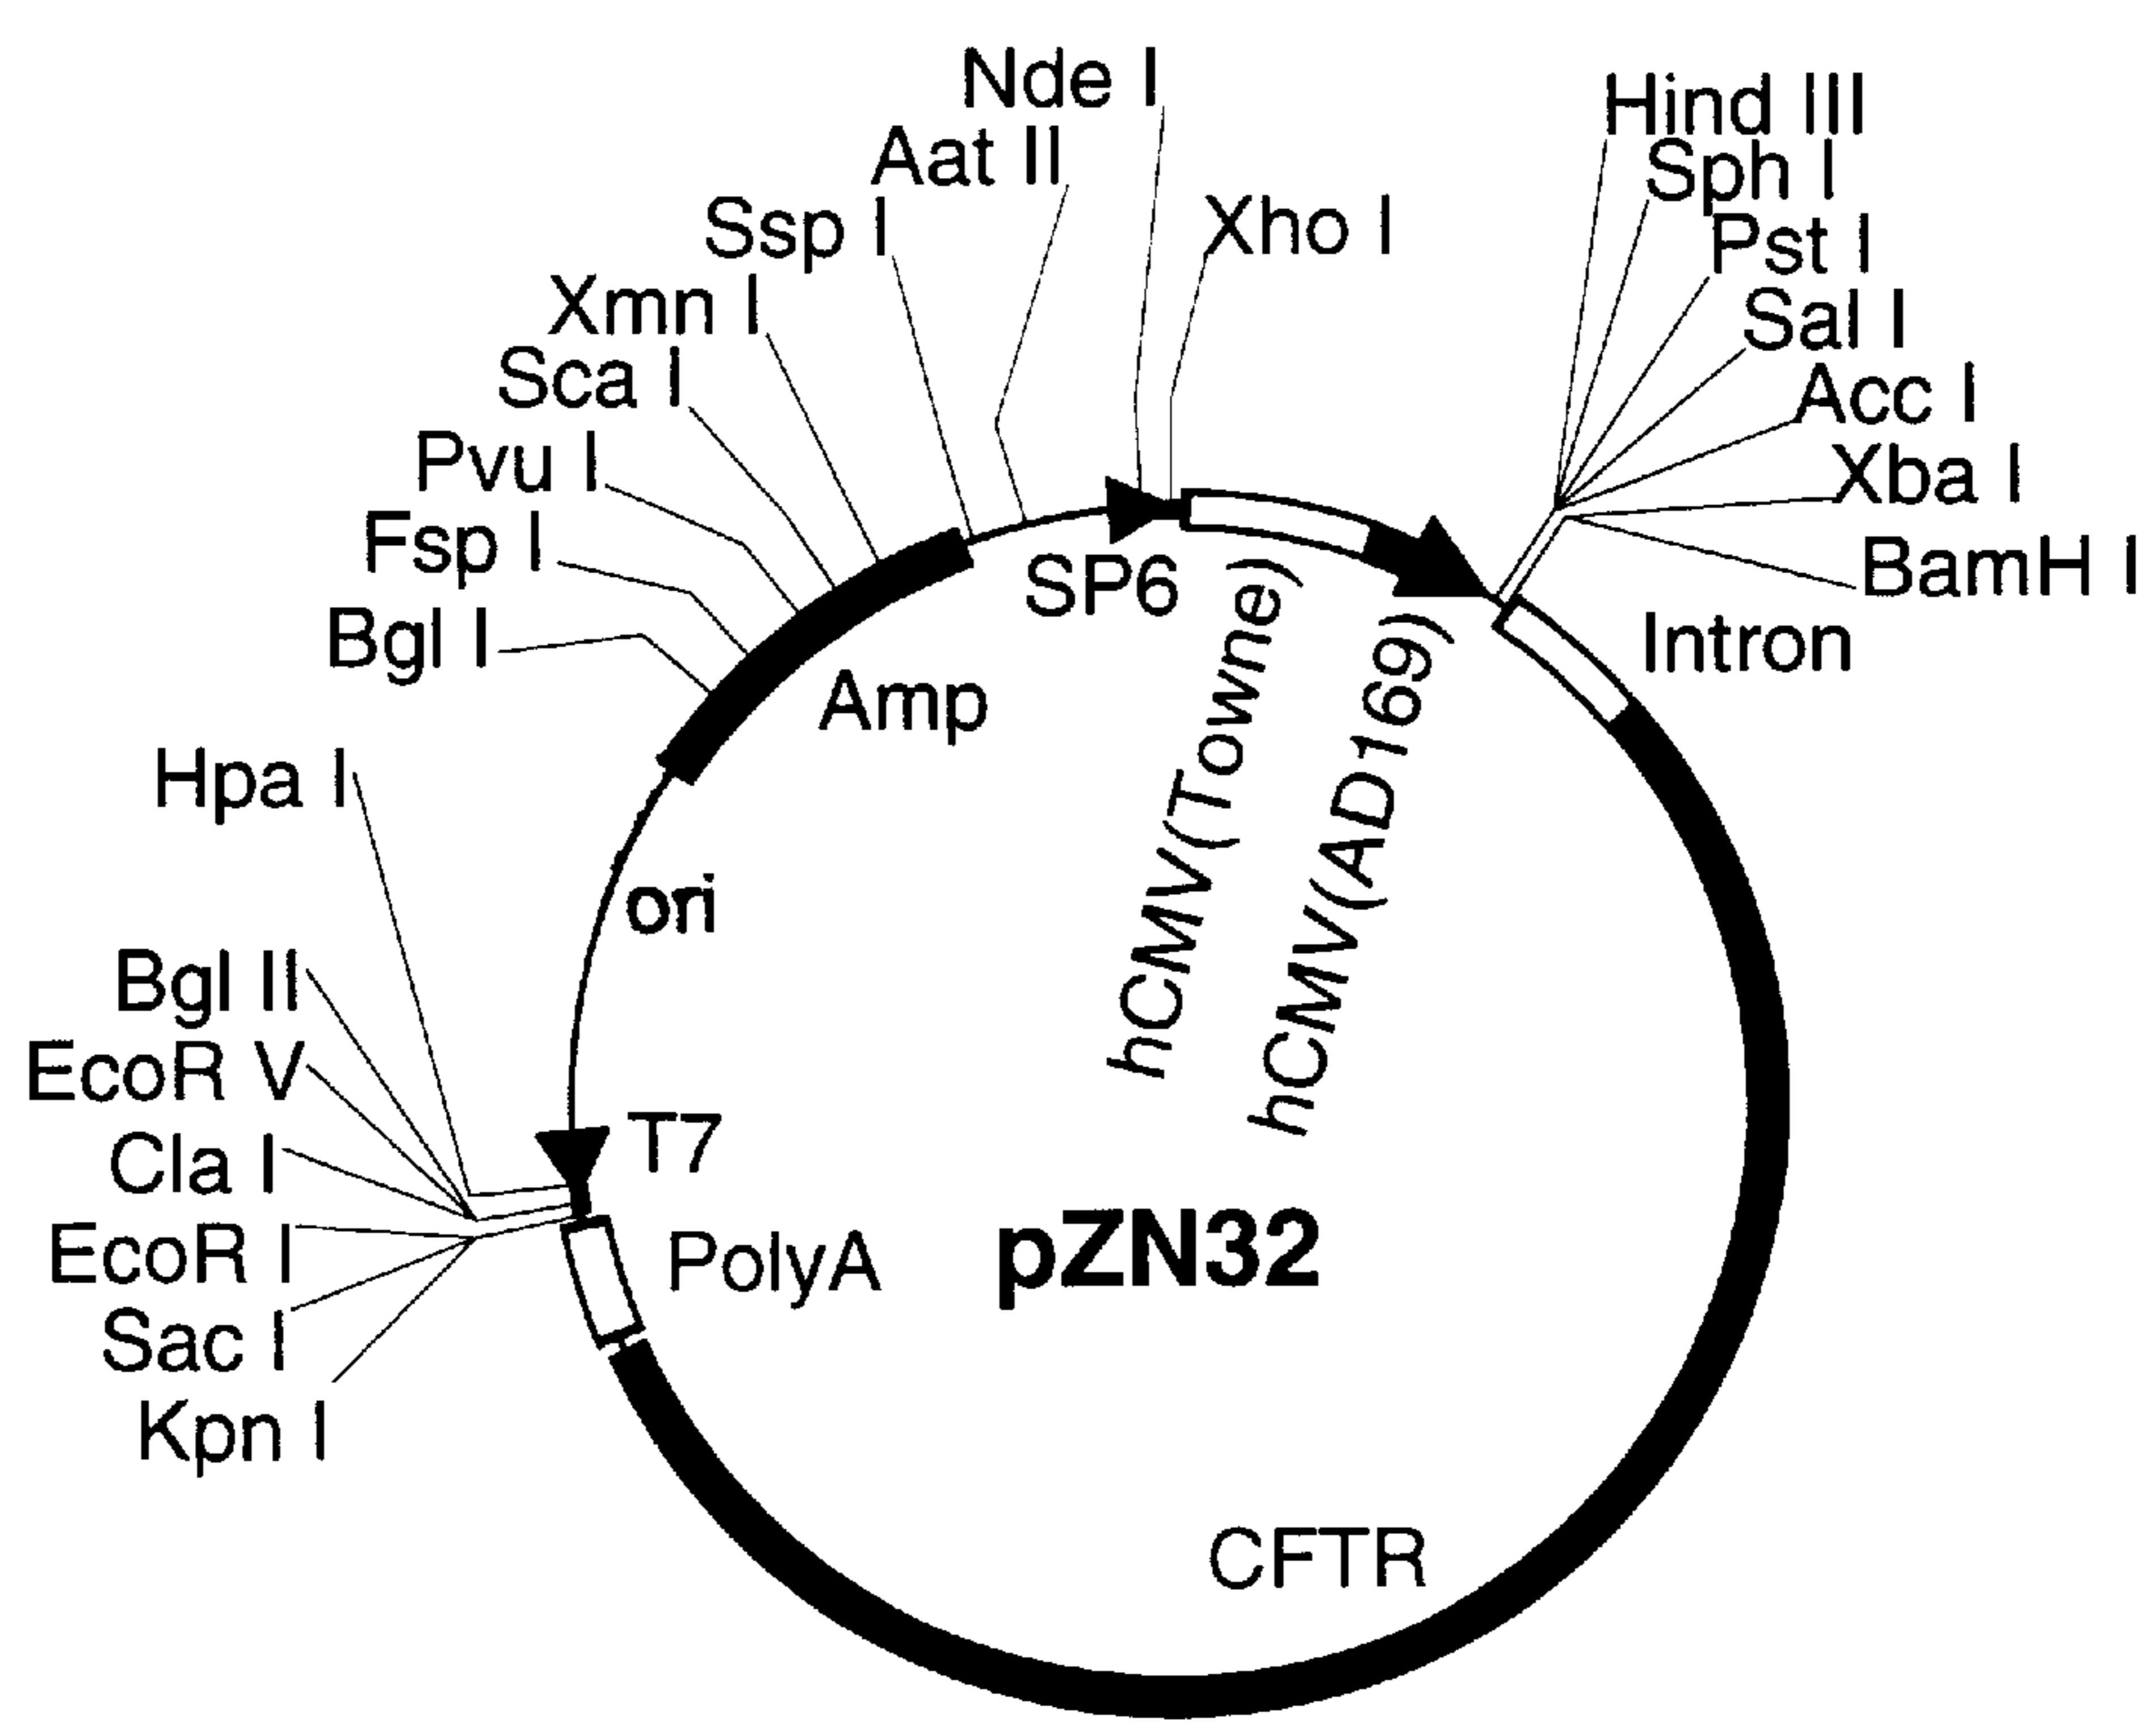 Nde I
Aat II
Ssp I
Xmn I
Sca I
Pvu I
Fsp I
Bgl I
Xho I
Hind III
Sph I
Pst I
Sal I
Acc I
Xba I
BamH I
Intron
SP6
Amp
hCMV(Towne)
hCMV(AD169))
Hpa I
ori
Bgl II
EcoR V
Cla I
EcoR I
Sac I
Kpn I
T7
PolyA
pZN32
CFTR